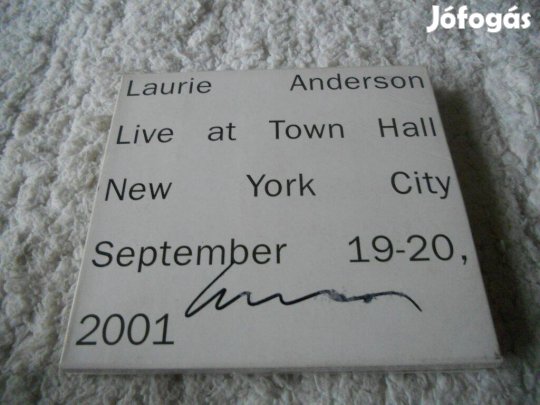 Jófogás
Laurie Anderson
Live at Town Hall
New York City
September 19-20,
2001